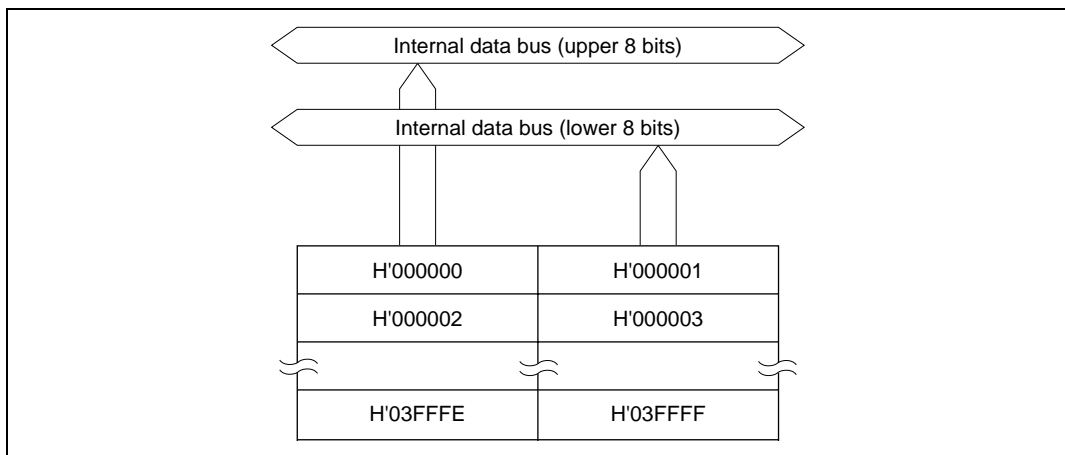 Internal data bus (upper 8 bits)
Internal data bus (lower 8 bits)
H'000000 H'000001
H'000002 H'000003
H'03FFFE H'03FFFF